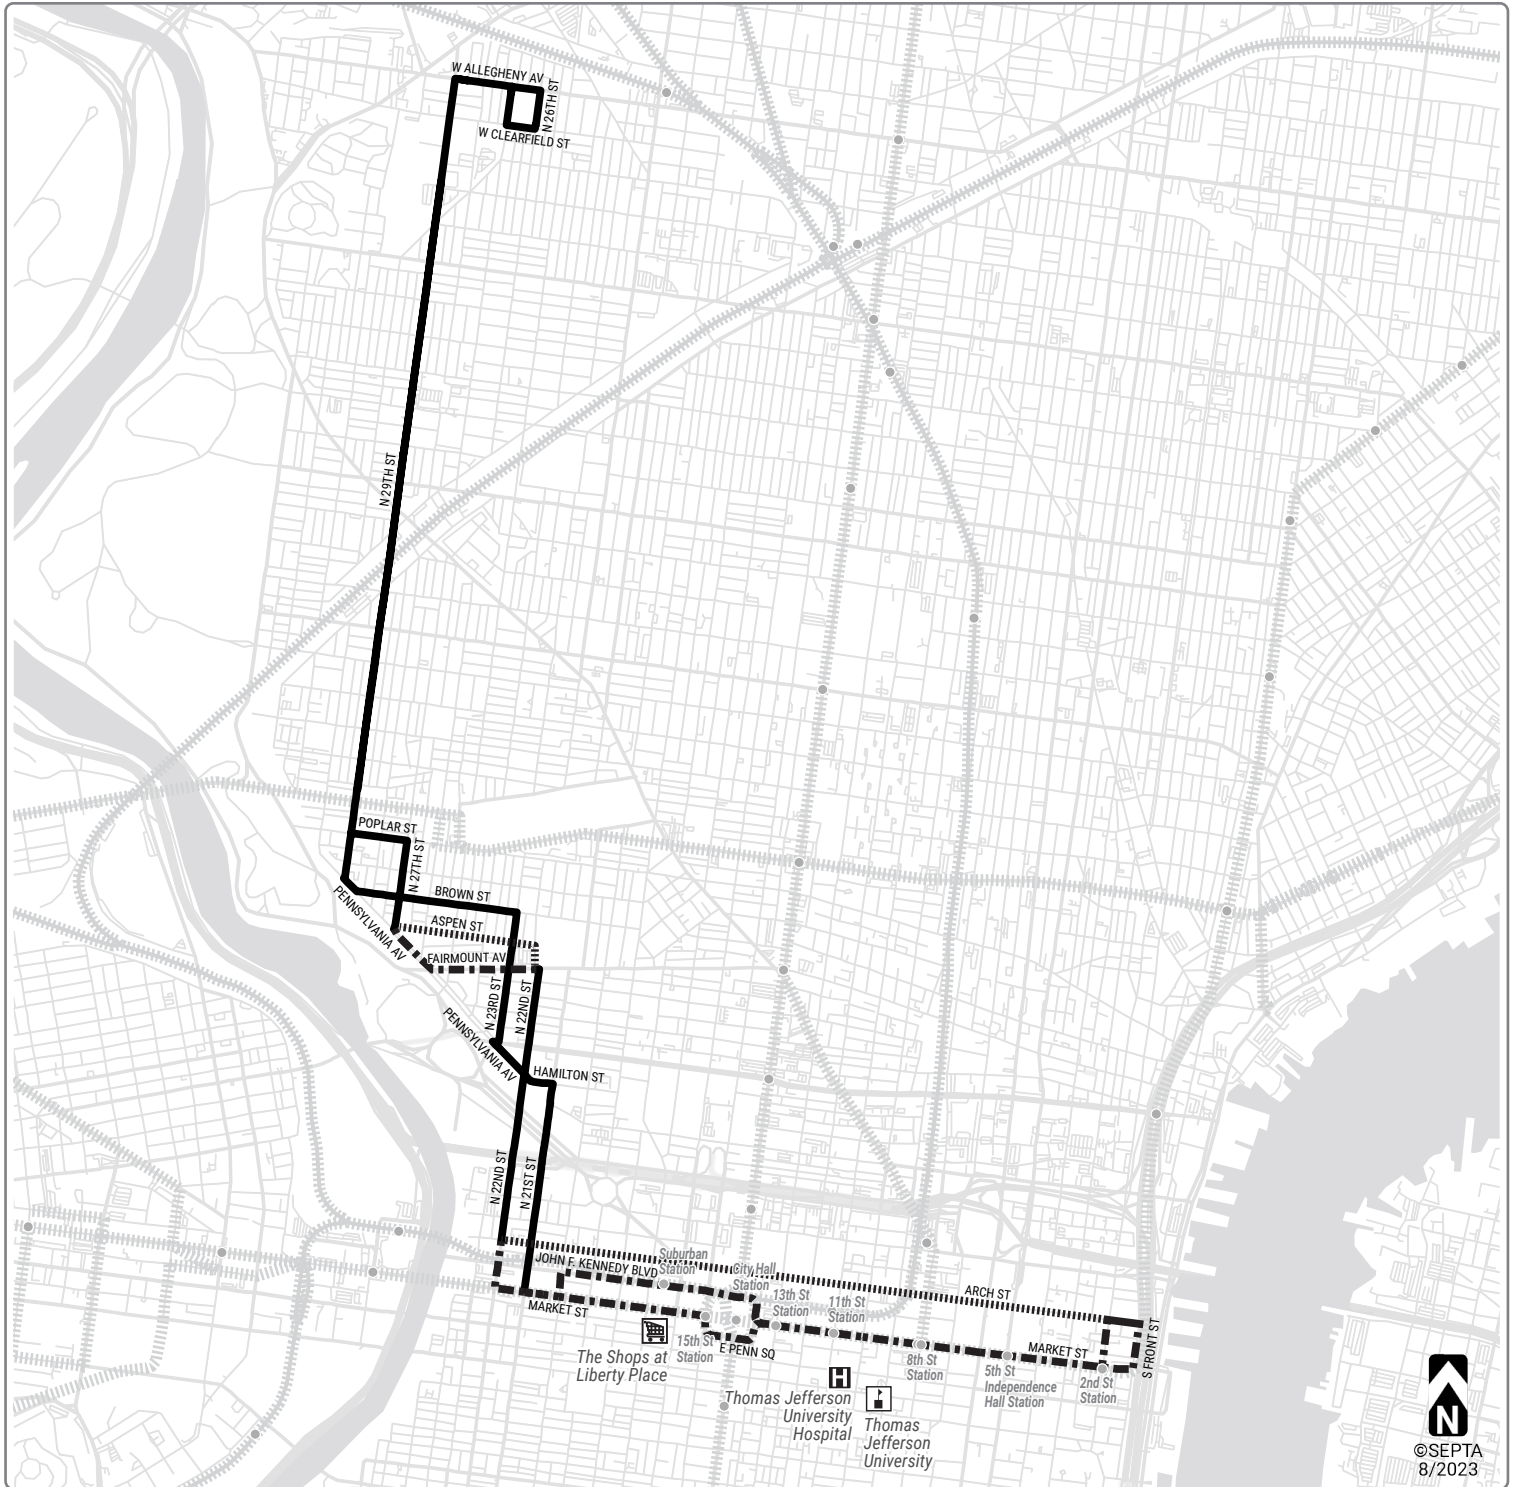 W ALLEGHENY AV
N 26TH ST
W CLEARFIELD ST
N 29TH ST
POPLAR ST
N 27TH ST
BROWN ST
PENNSYLVANIA AV
ASPEN ST
FAIRMOUNT AV
N 23RD ST
N 22ND ST
PENNSYLVANIA AV
HAMILTON ST
N 22ND ST
N 21ST ST
JOHN F. KENNEDY BLVD
Suburban
Station
City Hall
Station
13th St
Station
11th St
Station
ARCH ST
MARKET ST
15th St
Station
E PENN SQ
The Shops at
Liberty Place
8th St
Station
MARKET ST
5th St
Independence
Hall Station
2nd St
Station
S FRONT ST
H
Thomas Jefferson
University
Hospital
Thomas
Jefferson
University
N
©SEPTA
8/2023